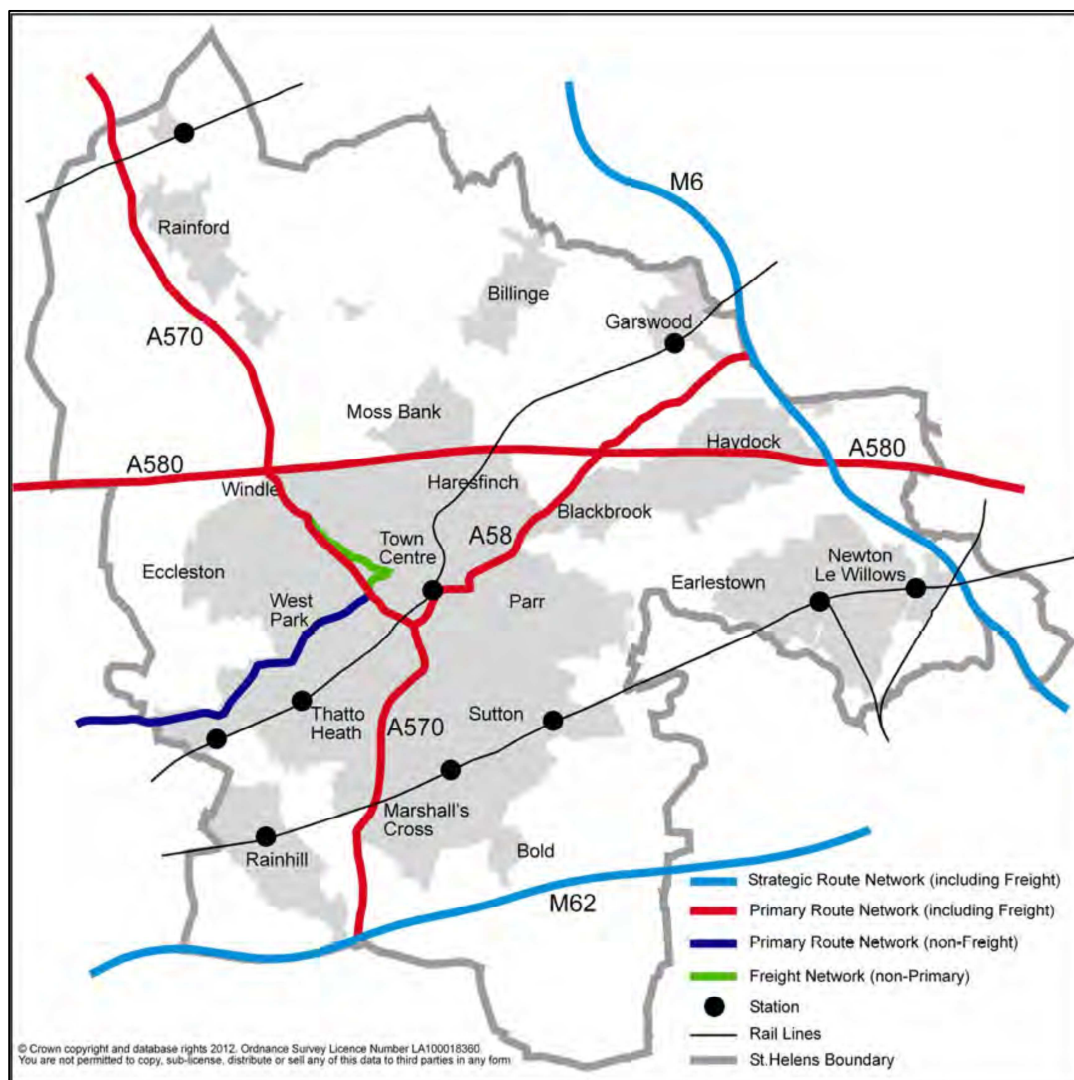 M6
Rainford
Billinge
Garswood
A570
Moss Bank
Haydock
A580
A580
Windle
Haresfinch
Blackbrook
A58
Town
Centre
Eccleston
Newton
Le Willows
Earlestown
West
Park
Parr
Thatto
Heath
A570
Sutton
Marshall's
Cross
Rainhill
Bold
M62
Strategic Route Network (including Freight)
Primary Route Network (including Freight)
Primary Route Network (non-Freight)
Freight Network (non-Primary)
Station
Rail Lines
St.Helens Boundary
© Crown copyright and database rights 2012. Ordnance Survey Licence Number LA100018360.
You are not permitted to copy, sub-license, distribute or sell any of this data to third parties in any form